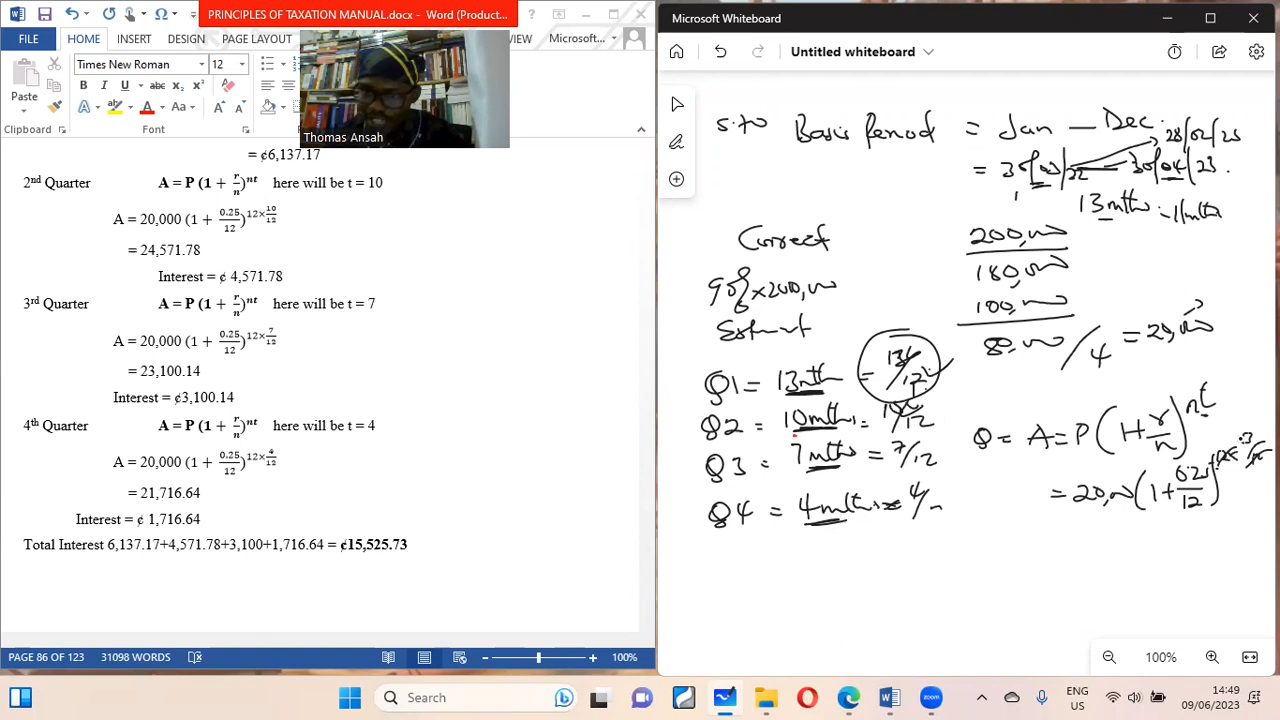 PRINCIPLES OF TAXATION MANUAL.docx - Word (Product...
FILE HOME INSERT DESIGN PAGE LAYOUT VIEW Microsoft...
Times New Roman 12
Paste
Clipboard Font
Thomas Ansah
= ¢6,137.17
2nd Quarter A = P (1 + r/n)^nt here will be t = 10
A = 20,000 (1 + 0.25/12)^12×10/12
= 24,571.78
Interest = ¢ 4,571.78
3rd Quarter A = P (1 + r/n)^nt here will be t = 7
A = 20,000 (1 + 0.25/12)^12×7/12
= 23,100.14
Interest = ¢3,100.14
4th Quarter A = P (1 + r/n)^nt here will be t = 4
A = 20,000 (1 + 0.25/12)^12×4/12
= 21,716.64
Interest = ¢ 1,716.64
Total Interest 6,137.17+4,571.78+3,100+1,716.64 = ¢15,525.73
PAGE 86 OF 123 31098 WORDS 100%
Microsoft Whiteboard
Untitled whiteboard
Basis Period = Jan — Dec
28/02/23
= 30/04/23
13mths
Correct 200,000
90% × 200,000 180,000
Estimat 100,000
80,000 / 4 = 20,000
Q1 = 13mth = 13/12
Q2 = 10mths = 10/12
Q3 = 7mths = 7/12
Q4 = 4mths = 4/
Q = A = P (1+ r/n)^nt
= 20,000 (1 + 0.25/12)
100%
Search
ENG
US
14:49
09/06/2023